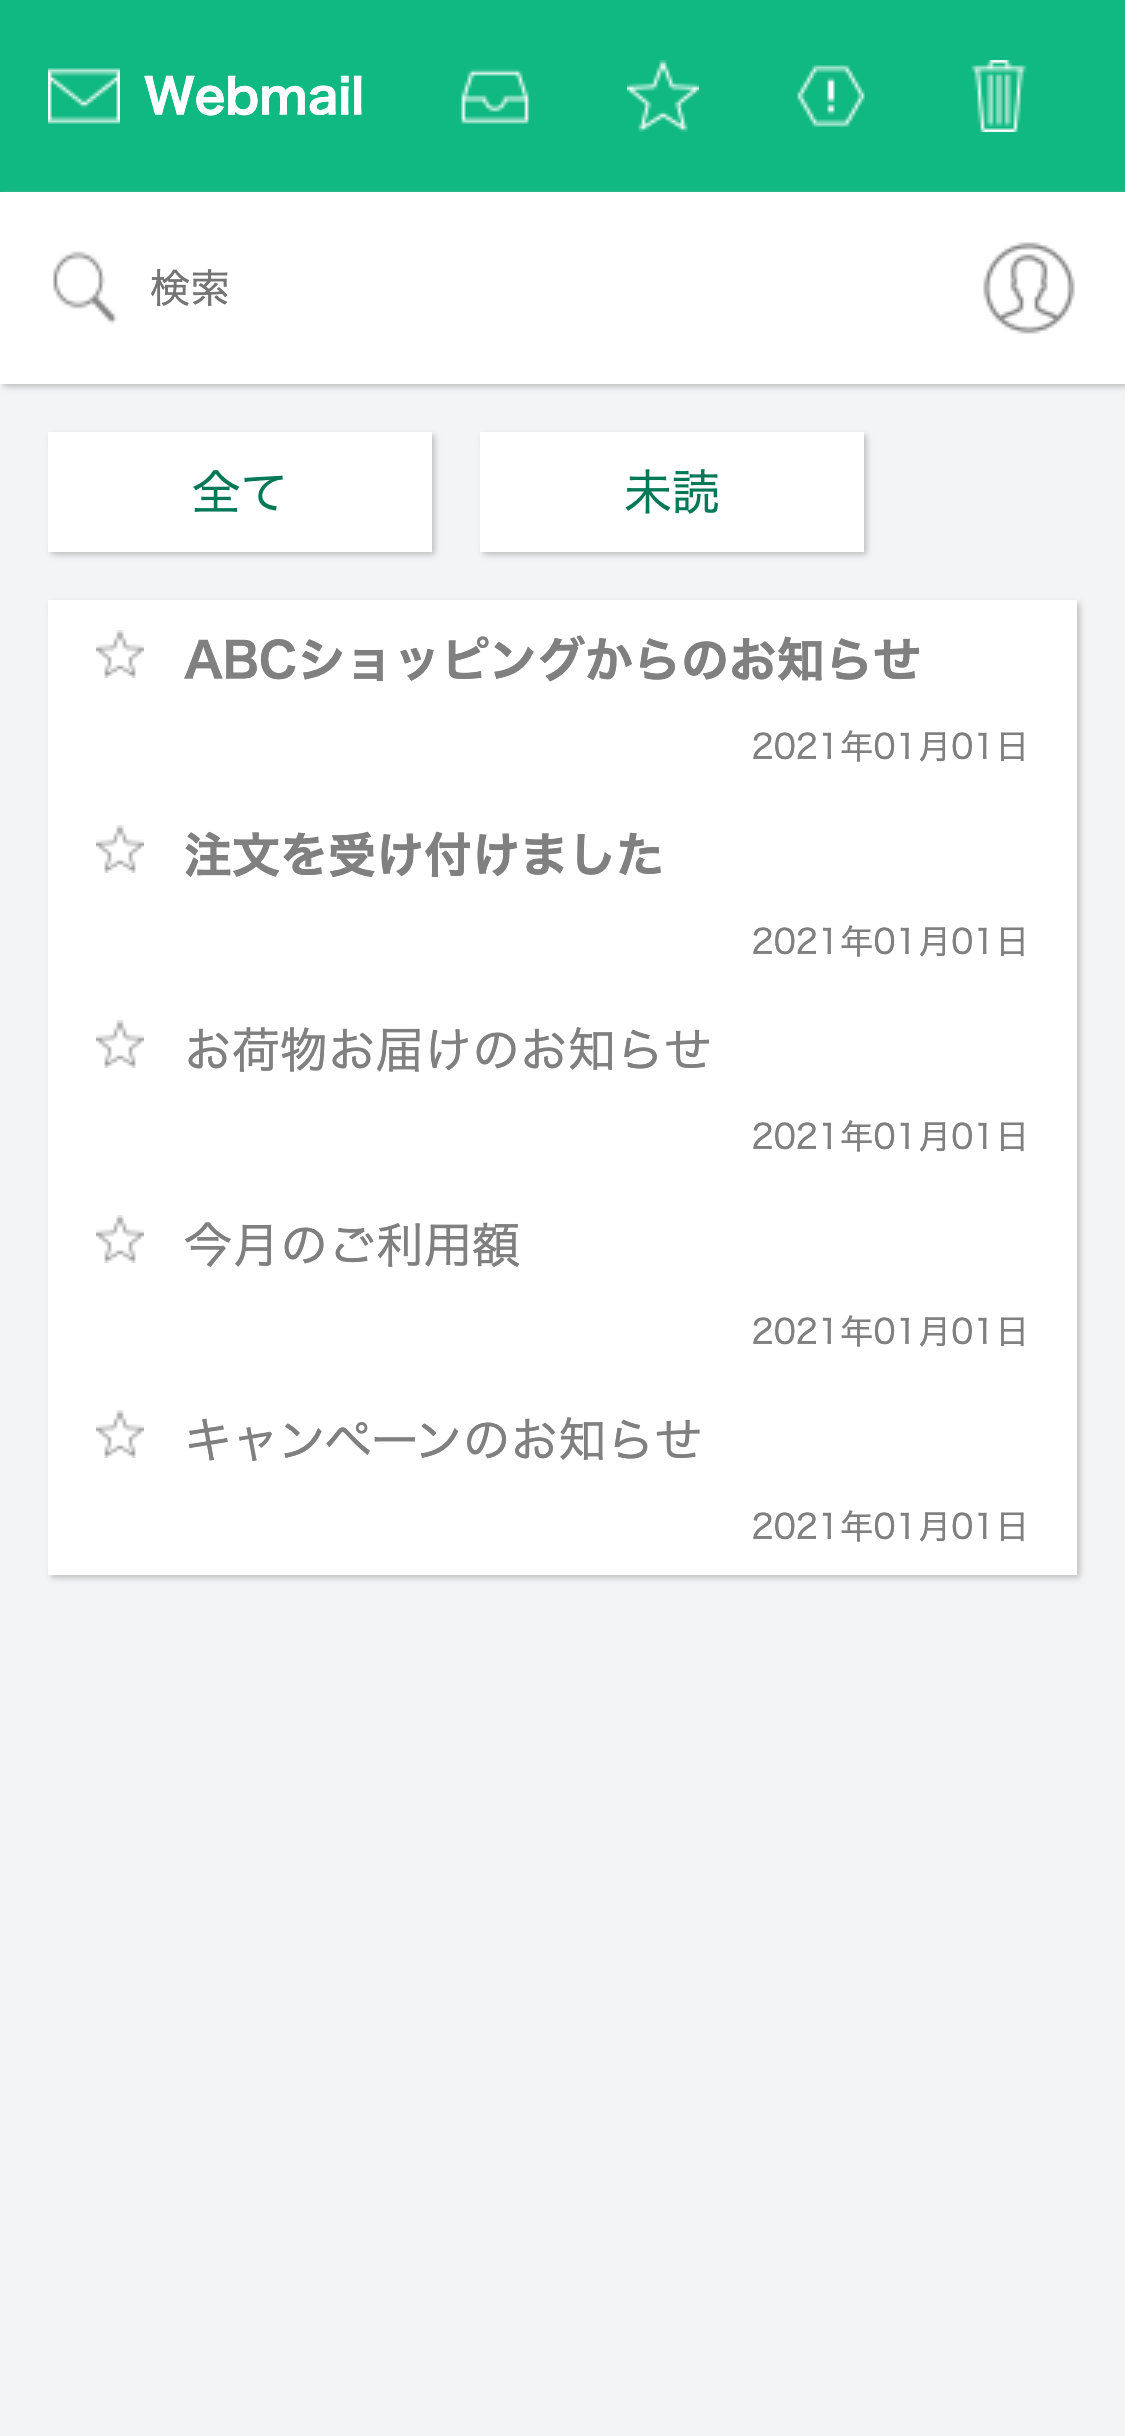 Webmail
検索
全て
未読
ABCショッピングからのお知らせ
2021年01月01日
注文を受け付けました
2021年01月01日
お荷物お届けのお知らせ
2021年01月01日
今月のご利用額
2021年01月01日
キャンペーンのお知らせ
2021年01月01日